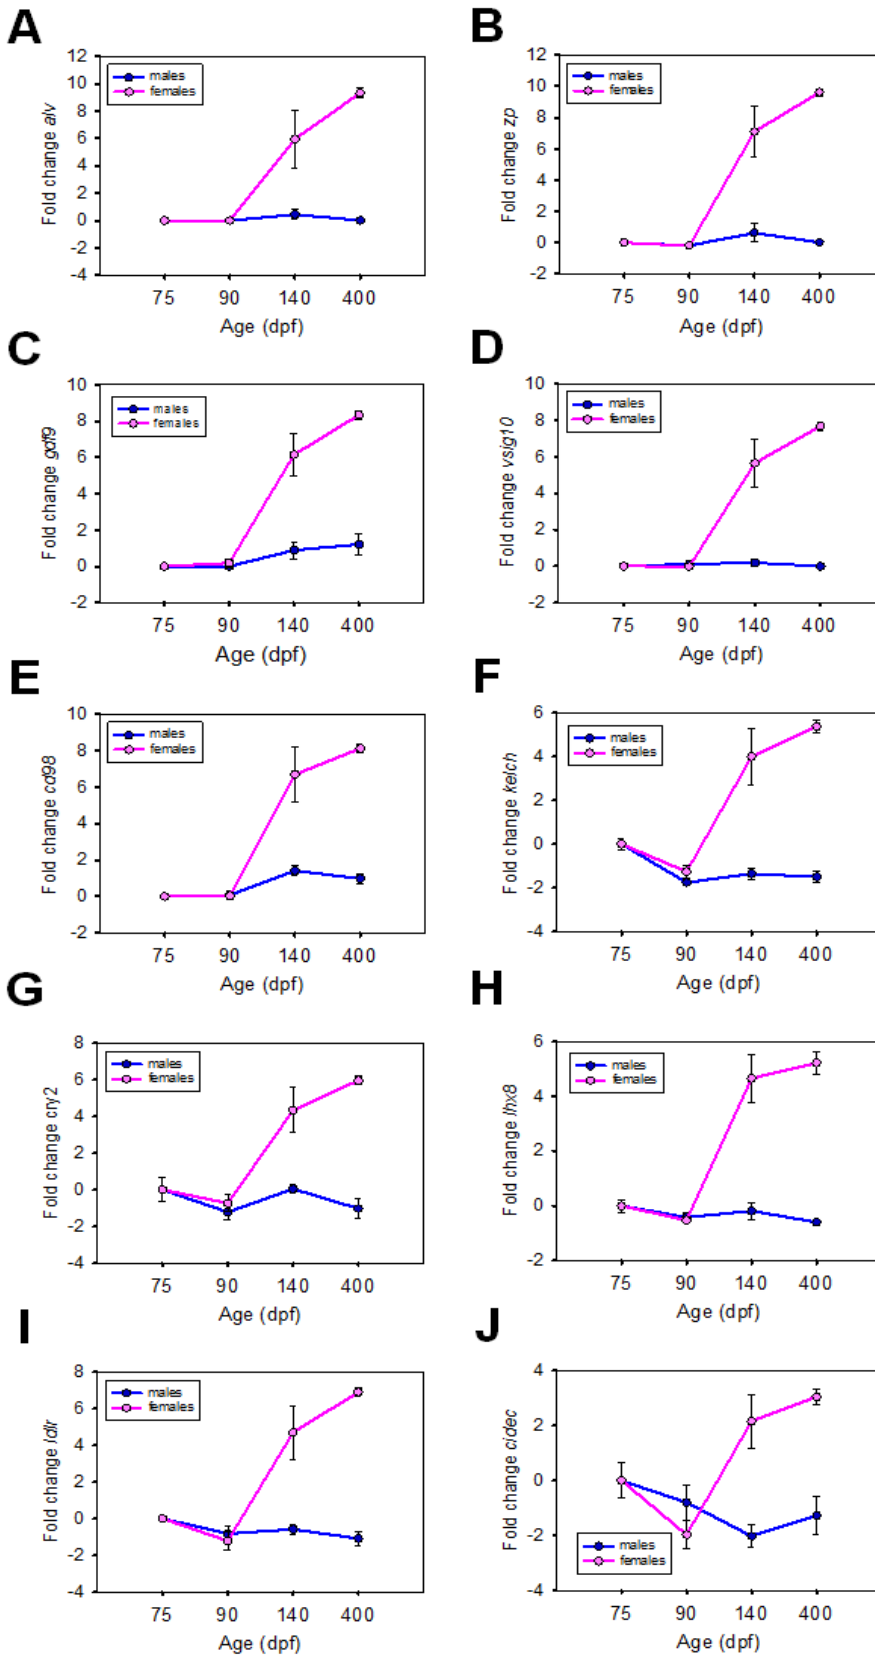 A
12
10
8
6
4
2
0
-2
-4
Fold change alv
males
females
75 90 140 400
Age (dpf)
B
12
10
8
6
4
2
0
-2
Fold change zp
males
females
75 90 140 400
Age (dpf)
C
10
8
6
4
2
0
-2
Fold change gdf9
males
females
75 90 140 400
Age (dpf)
D
10
8
6
4
2
0
-2
Fold change vsig10
males
females
75 90 140 400
Age (dpf)
E
10
8
6
4
2
0
-2
Fold change cd98
males
females
75 90 140 400
Age (dpf)
F
6
4
2
0
-2
-4
Fold change kelch
males
females
75 90 140 400
Age (dpf)
G
8
6
4
2
0
-2
-4
Fold change cry2
males
females
75 90 140 400
Age (dpf)
H
6
4
2
0
-2
Fold change lhx8
males
females
75 90 140 400
Age (dpf)
I
8
6
4
2
0
-2
-4
Fold change ldlr
males
females
75 90 140 400
Age (dpf)
J
4
2
0
-2
-4
Fold change cidec
males
females
75 90 140 400
Age (dpf)